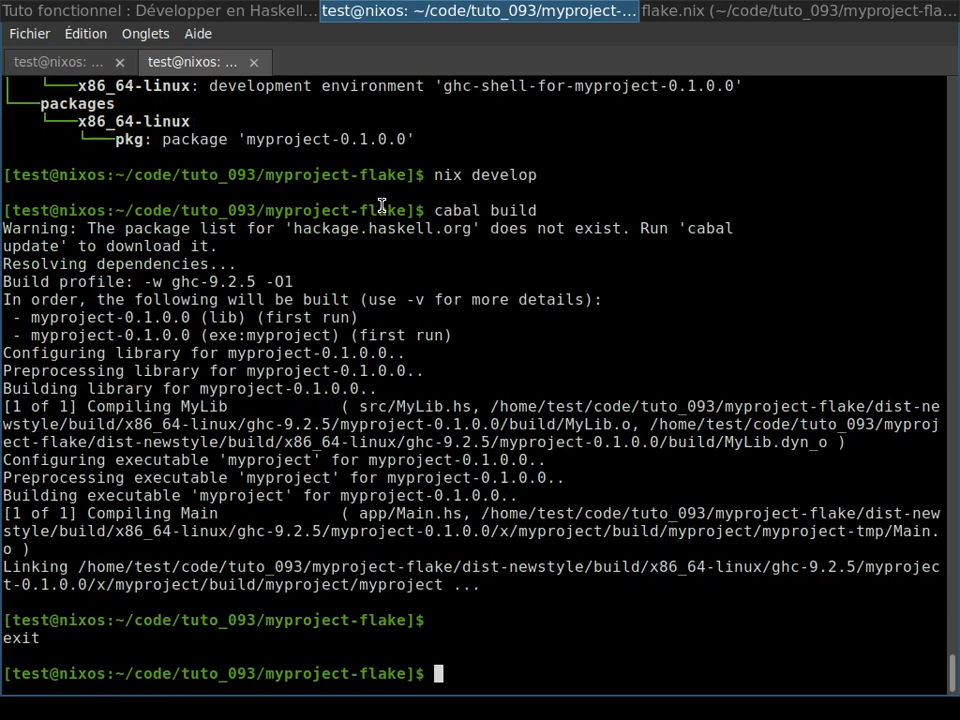 Tuto fonctionnel : Développer en Haskell... test@nixos: ~/code/tuto_093/myproject-... flake.nix (~/code/tuto_093/myproject-fla...
Fichier Édition Onglets Aide
test@nixos: ... × test@nixos: ... ×
│   └───x86_64-linux: development environment 'ghc-shell-for-myproject-0.1.0.0'
└───packages
    └───x86_64-linux
        └───pkg: package 'myproject-0.1.0.0'
[test@nixos:~/code/tuto_093/myproject-flake]$ nix develop
[test@nixos:~/code/tuto_093/myproject-flake]$ cabal build
Warning: The package list for 'hackage.haskell.org' does not exist. Run 'cabal
update' to download it.
Resolving dependencies...
Build profile: -w ghc-9.2.5 -O1
In order, the following will be built (use -v for more details):
 - myproject-0.1.0.0 (lib) (first run)
 - myproject-0.1.0.0 (exe:myproject) (first run)
Configuring library for myproject-0.1.0.0..
Preprocessing library for myproject-0.1.0.0..
Building library for myproject-0.1.0.0..
[1 of 1] Compiling MyLib            ( src/MyLib.hs, /home/test/code/tuto_093/myproject-flake/dist-ne
wstyle/build/x86_64-linux/ghc-9.2.5/myproject-0.1.0.0/build/MyLib.o, /home/test/code/tuto_093/myproj
ect-flake/dist-newstyle/build/x86_64-linux/ghc-9.2.5/myproject-0.1.0.0/build/MyLib.dyn_o )
Configuring executable 'myproject' for myproject-0.1.0.0..
Preprocessing executable 'myproject' for myproject-0.1.0.0..
Building executable 'myproject' for myproject-0.1.0.0..
[1 of 1] Compiling Main             ( app/Main.hs, /home/test/code/tuto_093/myproject-flake/dist-new
style/build/x86_64-linux/ghc-9.2.5/myproject-0.1.0.0/x/myproject/build/myproject/myproject-tmp/Main.
o )
Linking /home/test/code/tuto_093/myproject-flake/dist-newstyle/build/x86_64-linux/ghc-9.2.5/myprojec
t-0.1.0.0/x/myproject/build/myproject/myproject ...
[test@nixos:~/code/tuto_093/myproject-flake]$
exit
[test@nixos:~/code/tuto_093/myproject-flake]$